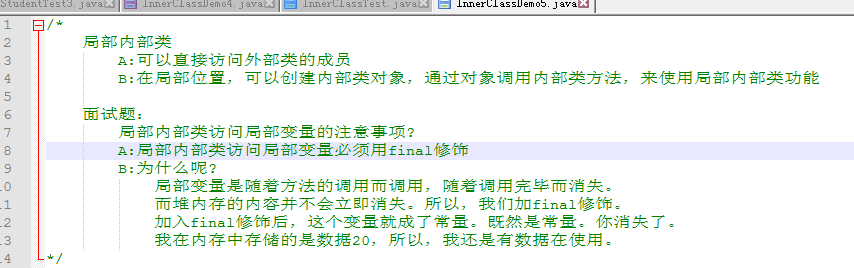 StudentTest3.java InnerClassDemo4.java InnerClassTest.java InnerClassDemo5.java
1 /*
2 局部内部类
3 A:可以直接访问外部类的成员
4 B:在局部位置，可以创建内部类对象，通过对象调用内部类方法，来使用局部内部类功能
5
6 面试题：
7 局部内部类访问局部变量的注意事项?
8 A:局部内部类访问局部变量必须用final修饰
9 B:为什么呢?
10 局部变量是随着方法的调用而调用，随着调用完毕而消失。
11 而堆内存的内容并不会立即消失。所以，我们加final修饰。
12 加入final修饰后，这个变量就成了常量。既然是常量。你消失了。
13 我在内存中存储的是数据20，所以，我还是有数据在使用。
14 */